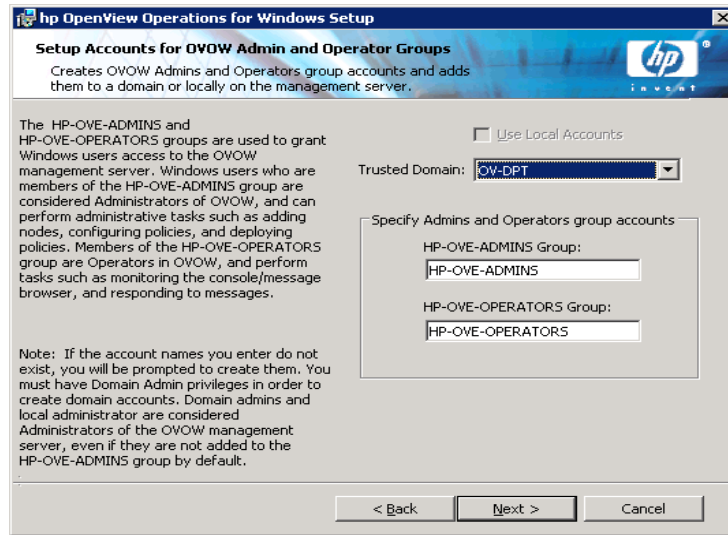 hp OpenView Operations for Windows Setup
Setup Accounts for OVOW Admin and Operator Groups
Creates OVOW Admins and Operators group accounts and adds
them to a domain or locally on the management server.
hp
®
i n v e n t
The HP-OVE-ADMINS and
HP-OVE-OPERATORS groups are used to grant
Windows users access to the OVOW
management server. Windows users who are
members of the HP-OVE-ADMINS group are
considered Administrators of OVOW, and can
perform administrative tasks such as adding
nodes, configuring policies, and deploying
policies. Members of the HP-OVE-OPERATORS
group are Operators in OVOW, and perform
tasks such as monitoring the console/message
browser, and responding to messages.
Note: If the account names you enter do not
exist, you will be prompted to create them. You
must have Domain Admin privileges in order to
create domain accounts. Domain admins and
local administrator are considered
Administrators of the OVOW management
server, even if they are not added to the
HP-OVE-ADMINS group by default.
Use Local Accounts
Trusted Domain: OV-DPT
Specify Admins and Operators group accounts
HP-OVE-ADMINS Group:
HP-OVE-ADMINS
HP-OVE-OPERATORS Group:
HP-OVE-OPERATORS
< Back
Next >
Cancel